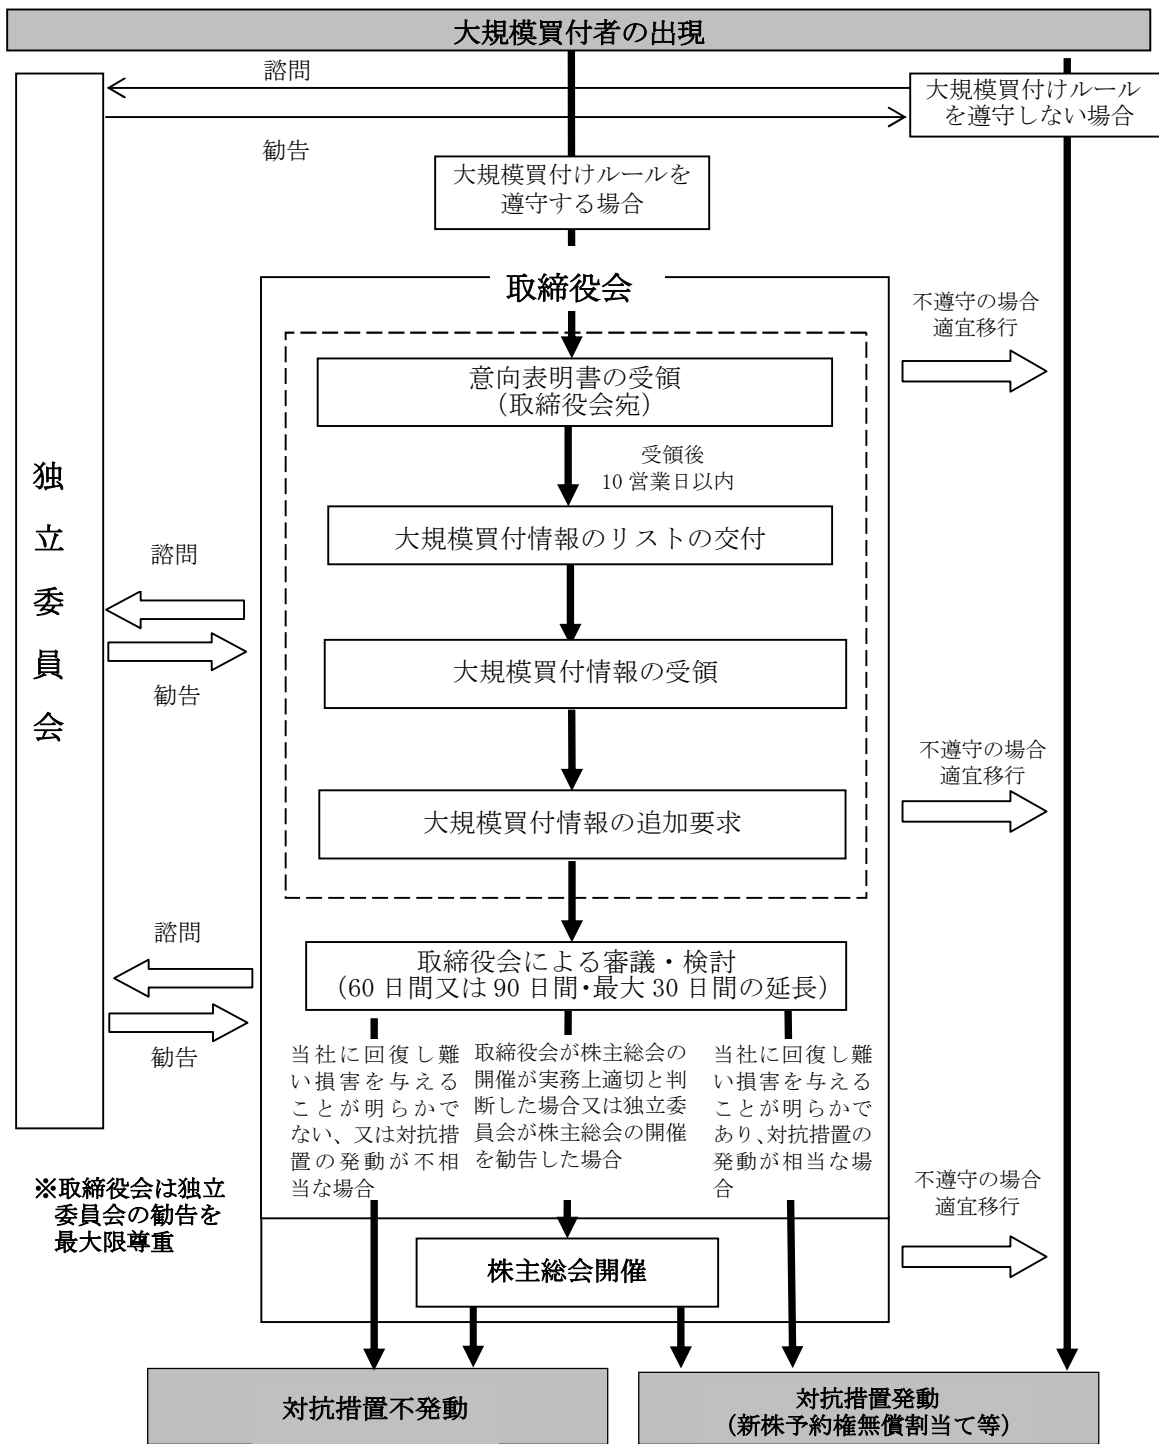 大規模買付者の出現
諮問
大規模買付けルール
を遵守しない場合
勧告
大規模買付けルールを
遵守する場合
取締役会
不遵守の場合
適宜移行
意向表明書の受領
(取締役会宛)
受領後
10 営業日以内
大規模買付情報のリストの交付
独立委員会
諮問
勧告
大規模買付情報の受領
不遵守の場合
適宜移行
大規模買付情報の追加要求
諮問
勧告
取締役会による審議・検討
(60 日間又は 90 日間・最大 30 日間の延長)
当社に回復し難
い損害を与える
ことが明らかで
ない、又は対抗措
置の発動が不相
当な場合
取締役会が株主総会の
開催が実務上適切と判
断した場合又は独立委
員会が株主総会の開催
を勧告した場合
当社に回復し難
い損害を与える
ことが明らかで
あり、対抗措置の
発動が相当な場
合
※取締役会は独立
委員会の勧告を
最大限尊重
不遵守の場合
適宜移行
株主総会開催
対抗措置不発動
対抗措置発動
(新株予約権無償割当て等)